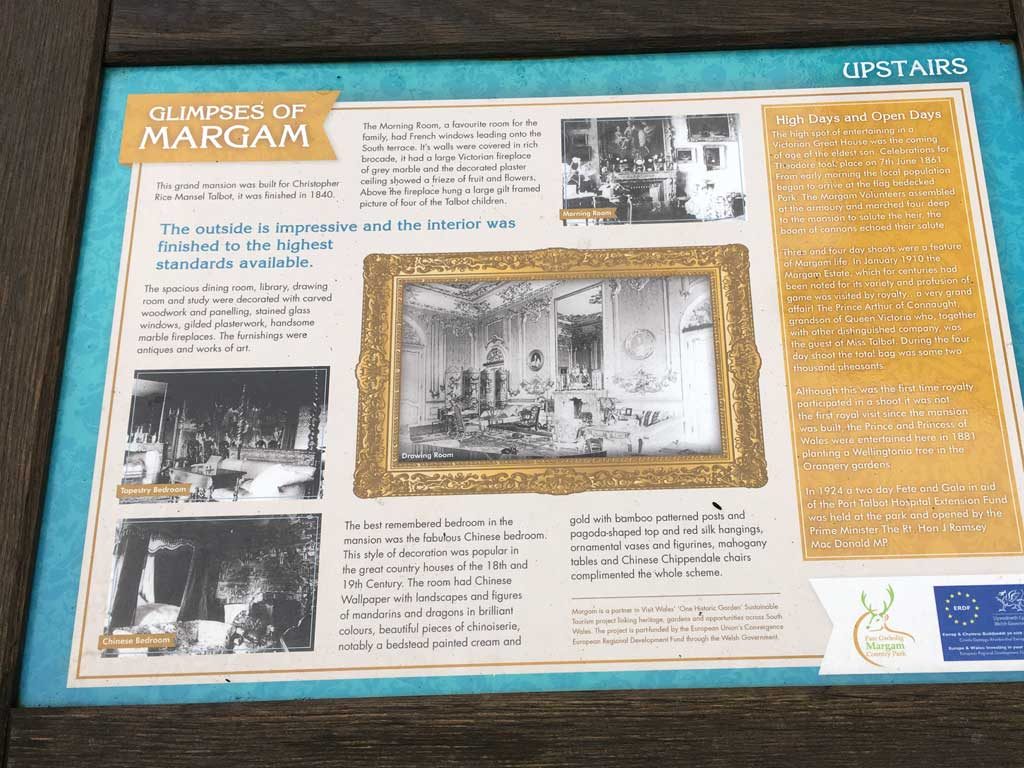 UPSTAIRS
GLIMPSES OF
MARGAM
This grand mansion was built for Christopher
Rice Mansel Talbot, it was finished in 1840.
The outside is impressive and the interior was
finished to the highest
standards available.
The spacious dining room, library, drawing
room and study were decorated with carved
woodwork and panelling, stained glass
windows, gilded plasterwork, handsome
marble fireplaces. The furnishings were
antiques and works of art.
Tapestry Bedroom
Chinese Bedroom
The Morning Room, a favourite room for the
family, had French windows leading onto the
South terrace. It's walls were covered in rich
brocade, it had a large Victorian fireplace
of grey marble and the decorated plaster
ceiling showed a frieze of fruit and flowers.
Above the fireplace hung a large gilt framed
picture of four of the Talbot children.
Morning Room
Drawing Room
The best remembered bedroom in the
mansion was the fabulous Chinese bedroom.
This style of decoration was popular in
the great country houses of the 18th and
19th Century. The room had Chinese
Wallpaper with landscapes and figures
of mandarins and dragons in brilliant
colours, beautiful pieces of chinoiserie,
notably a bedstead painted cream and
gold with bamboo patterned posts and
pagoda-shaped top and red silk hangings,
ornamental vases and figurines, mahogany
tables and Chinese Chippendale chairs
complimented the whole scheme.
Margam is a partner in Visit Wales' 'One Historic Garden' Sustainable
Tourism project linking heritage, gardens and opportunities across South
Wales. The project is part-funded by the European Union's Convergence
European Regional Development Fund through the Welsh Government.
High Days and Open Days
The high spot of entertaining in a
Victorian Great House was the coming
of age of the eldest son. Celebrations for
Theodore took place on 7th June 1861.
From early morning the local population
began to arrive at the flag bedecked
Park. The Margam Volunteers assembled
at the armoury and marched four deep
to the mansion to salute the heir, the
boom of cannons echoed their salute
Three and four day shoots were a feature
of Margam life. In January 1910 the
Margam Estate, which for centuries had
been noted for its variety and profusion of
game was visited by royalty... a very grand
affair! The Prince Arthur of Connaught,
grandson of Queen Victoria who, together
with other distinguished company, was
the guest of Miss Talbot. During the four
day shoot the total bag was some two
thousand pheasants.
Although this was the first time royalty
participated in a shoot it was not
the first royal visit since the mansion
was built, the Prince and Princess of
Wales were entertained here in 1881
planting a Wellingtonia tree in the
Orangery gardens.
In 1924 a two day Fete and Gala in aid
of the Port Talbot Hospital Extension Fund
was held at the park and opened by the
Prime Minister The Rt. Hon J Ramsey
Mac Donald MP
Parc Gwledig
Margam
Country Park
ERDF